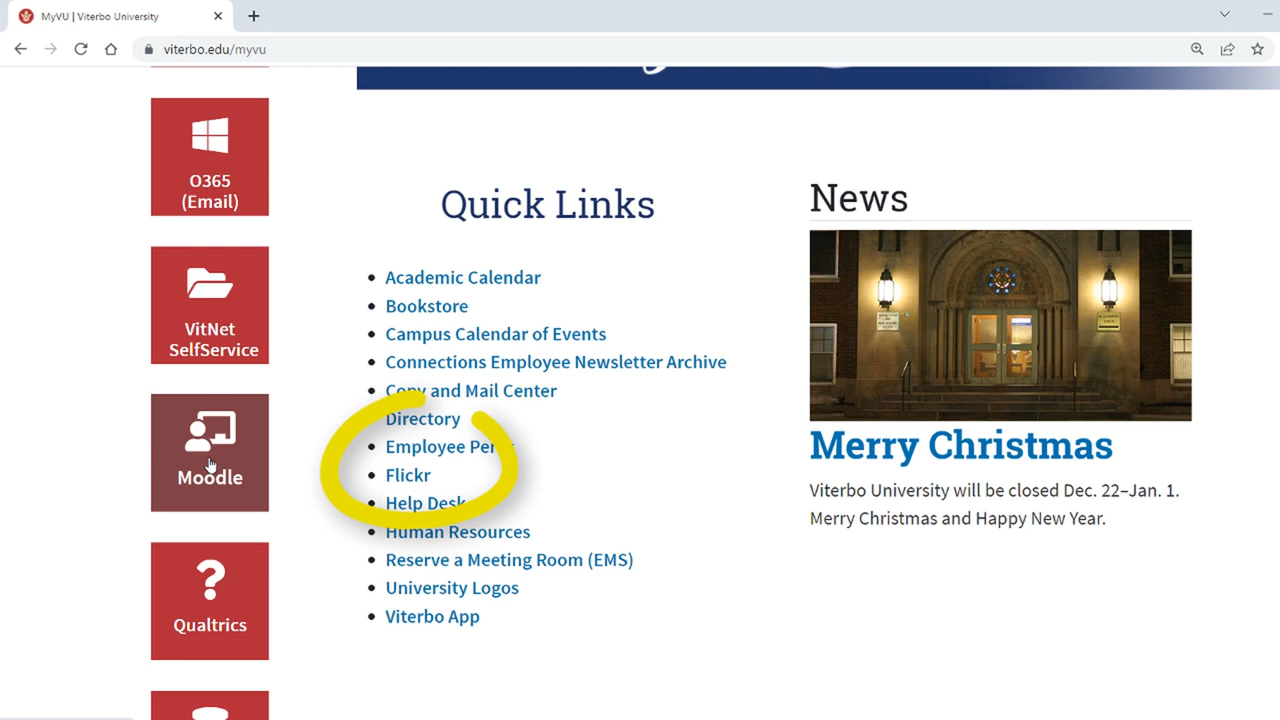 MyVU | Viterbo University
viterbo.edu/myvu
O365
(Email)
VitNet
SelfService
Moodle
Qualtrics
Quick Links
Academic Calendar
Bookstore
Campus Calendar of Events
Connections Employee Newsletter Archive
Copy and Mail Center
Directory
Employee
Flickr
Help Desk
Human Resources
Reserve a Meeting Room (EMS)
University Logos
Viterbo App
News
Merry Christmas
Viterbo University will be closed Dec. 22–Jan. 1.
Merry Christmas and Happy New Year.